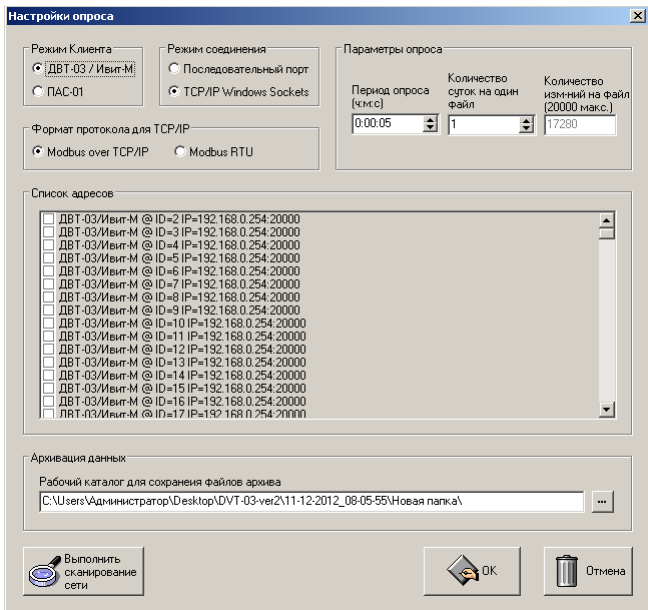 Настройки опроса
Режим Клиента
ДВТ-03 / Ивит-М
ПАС-01
Режим соединения
Последовательный порт
TCP/IP Windows Sockets
Параметры опроса
Период опроса
(ч:м:с)
0:00:05
Количество
суток на один
файл
1
Количество
изм-ний на файл
(20000 макс.)
17280
Формат протокола для TCP/IP
Modbus over TCP/IP
Modbus RTU
Список адресов
ДВТ-03/Ивит-М @ ID=2 IP=192.168.0.254:20000
ДВТ-03/Ивит-М @ ID=3 IP=192.168.0.254:20000
ДВТ-03/Ивит-М @ ID=4 IP=192.168.0.254:20000
ДВТ-03/Ивит-М @ ID=5 IP=192.168.0.254:20000
ДВТ-03/Ивит-М @ ID=6 IP=192.168.0.254:20000
ДВТ-03/Ивит-М @ ID=7 IP=192.168.0.254:20000
ДВТ-03/Ивит-М @ ID=8 IP=192.168.0.254:20000
ДВТ-03/Ивит-М @ ID=9 IP=192.168.0.254:20000
ДВТ-03/Ивит-М @ ID=10 IP=192.168.0.254:20000
ДВТ-03/Ивит-М @ ID=11 IP=192.168.0.254:20000
ДВТ-03/Ивит-М @ ID=12 IP=192.168.0.254:20000
ДВТ-03/Ивит-М @ ID=13 IP=192.168.0.254:20000
ДВТ-03/Ивит-М @ ID=14 IP=192.168.0.254:20000
ДВТ-03/Ивит-М @ ID=15 IP=192.168.0.254:20000
ДВТ-03/Ивит-М @ ID=16 IP=192.168.0.254:20000
ДВТ-03/Ивит-М @ ID=17 IP=192.168.0.254:20000
Архивация данных
Рабочий каталог для сохранеия файлов архива
C:\Users\Администратор\Desktop\DVT-03-ver2\11-12-2012_08-05-55\Новая папка\
...
Выполнить
сканирование
сети
OK
Отмена